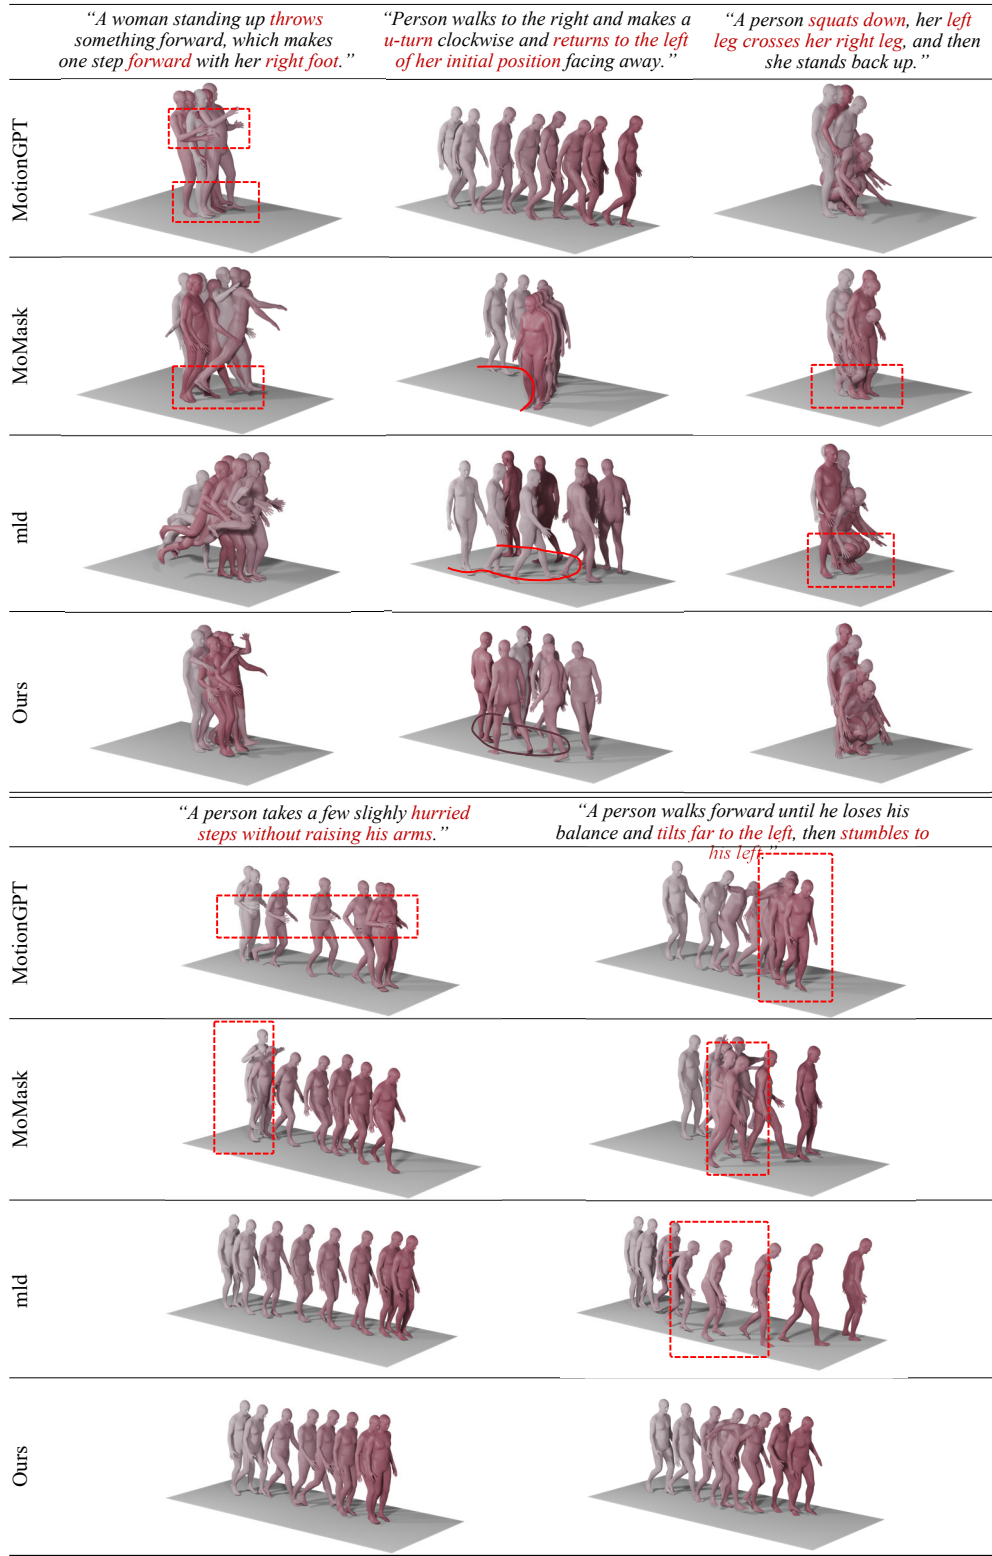 “A woman standing up throws
something forward, which makes
one step forward with her right foot.”
“Person walks to the right and makes a
u-turn clockwise and returns to the left
of her initial position facing away.”
“A person squats down, her left
leg crosses her right leg, and then
she stands back up.”
MotionGPT
MoMask
mld
Ours
“A person takes a few slighly hurried
steps without raising his arms.”
“A person walks forward until he loses his
balance and tilts far to the left, then stumbles to
his left.”
MotionGPT
MoMask
mld
Ours